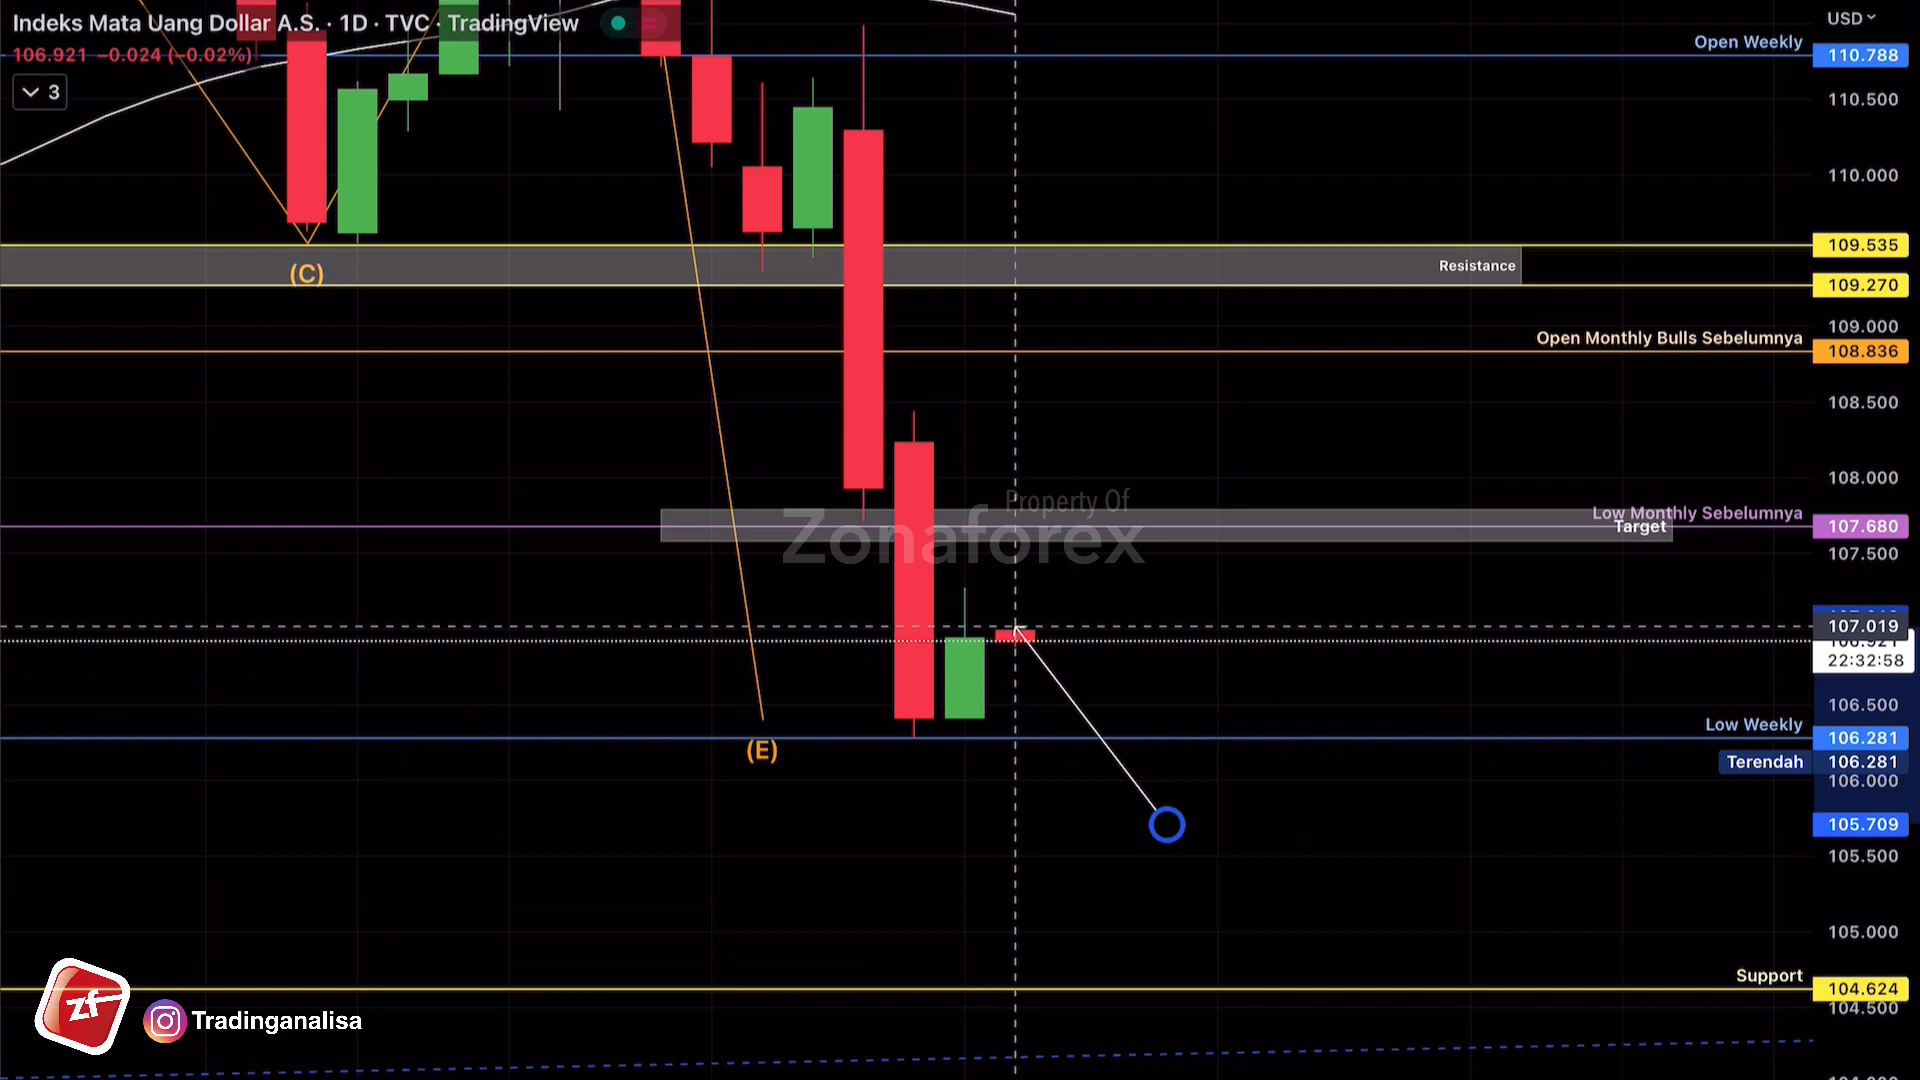 Indeks Mata Uang Dollar A.S. · 1D · TVC · TradingView
106.921 −0.024 (−0.02%)
3
USD
Open Weekly 110.788
110.500
110.000
109.535
(C)
Resistance
109.270
109.000
Open Monthly Bulls Sebelumnya 108.836
108.500
108.000
Property Of
Zonaforex
Low Monthly Sebelumnya 107.680
Target
107.500
107.019
106.921
22:32:58
106.500
Low Weekly 106.281
(E)
Terendah 106.281
106.000
105.709
105.500
105.000
Support 104.624
104.500
zf
Tradinganalisa